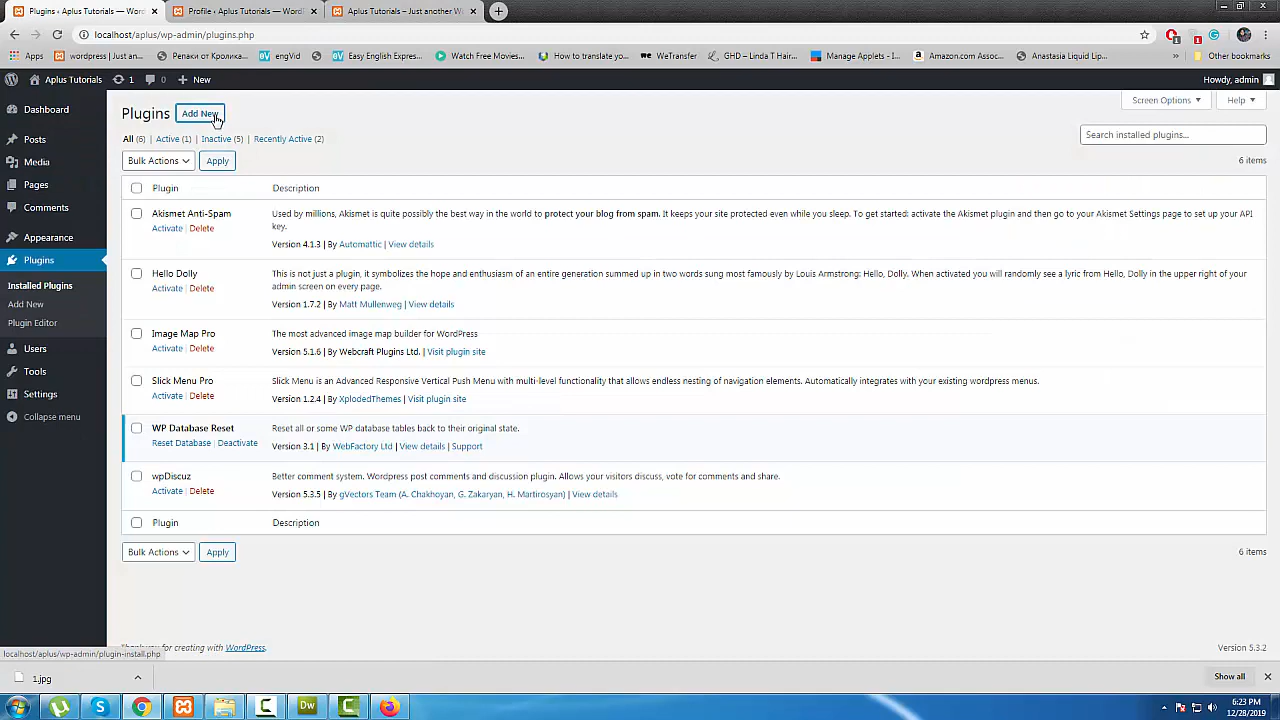 Plugins ‹ Aplus Tutorials — Wor
Profile ‹ Aplus Tutorials — WordP
Aplus Tutorials – Just another W
localhost/aplus/wp-admin/plugins.php
Apps
wordpress | Just an...
Репаки от Кролика...
engVid
Easy English Expres...
Watch Free Movies...
How to translate you...
WeTransfer
GHD – Linda T Hair...
Manage Applets - I...
Amazon.com Assoc...
Anastasia Liquid Lip...
»
Other bookmarks
Aplus Tutorials
1
0
New
Howdy, admin
Dashboard
Posts
Media
Pages
Comments
Appearance
Plugins
Installed Plugins
Add New
Plugin Editor
Users
Tools
Settings
Collapse menu
Plugins
Add New
Screen Options
Help
All (6) | Active (1) | Inactive (5) | Recently Active (2)
Search installed plugins...
Bulk Actions
Apply
6 items
Plugin
Description
Akismet Anti-Spam
Activate | Delete
Used by millions, Akismet is quite possibly the best way in the world to protect your blog from spam. It keeps your site protected even while you sleep. To get started: activate the Akismet plugin and then go to your Akismet Settings page to set up your API
key.
Version 4.1.3 | By Automattic | View details
Hello Dolly
Activate | Delete
This is not just a plugin, it symbolizes the hope and enthusiasm of an entire generation summed up in two words sung most famously by Louis Armstrong: Hello, Dolly. When activated you will randomly see a lyric from Hello, Dolly in the upper right of your
admin screen on every page.
Version 1.7.2 | By Matt Mullenweg | View details
Image Map Pro
Activate | Delete
The most advanced image map builder for WordPress
Version 5.1.6 | By Webcraft Plugins Ltd. | Visit plugin site
Slick Menu Pro
Activate | Delete
Slick Menu is an Advanced Responsive Vertical Push Menu with multi-level functionality that allows endless nesting of navigation elements. Automatically integrates with your existing wordpress menus.
Version 1.2.4 | By XplodedThemes | Visit plugin site
WP Database Reset
Reset Database | Deactivate
Reset all or some WP database tables back to their original state.
Version 3.1 | By WebFactory Ltd | View details | Support
wpDiscuz
Activate | Delete
Better comment system. Wordpress post comments and discussion plugin. Allows your visitors discuss, vote for comments and share.
Version 5.3.5 | By gVectors Team (A. Chakhoyan, G. Zakaryan, H. Martirosyan) | View details
Plugin
Description
Bulk Actions
Apply
6 items
for creating with WordPress.
Version 5.3.2
localhost/aplus/wp-admin/plugin-install.php
1.jpg
Show all
6:23 PM
12/28/2019